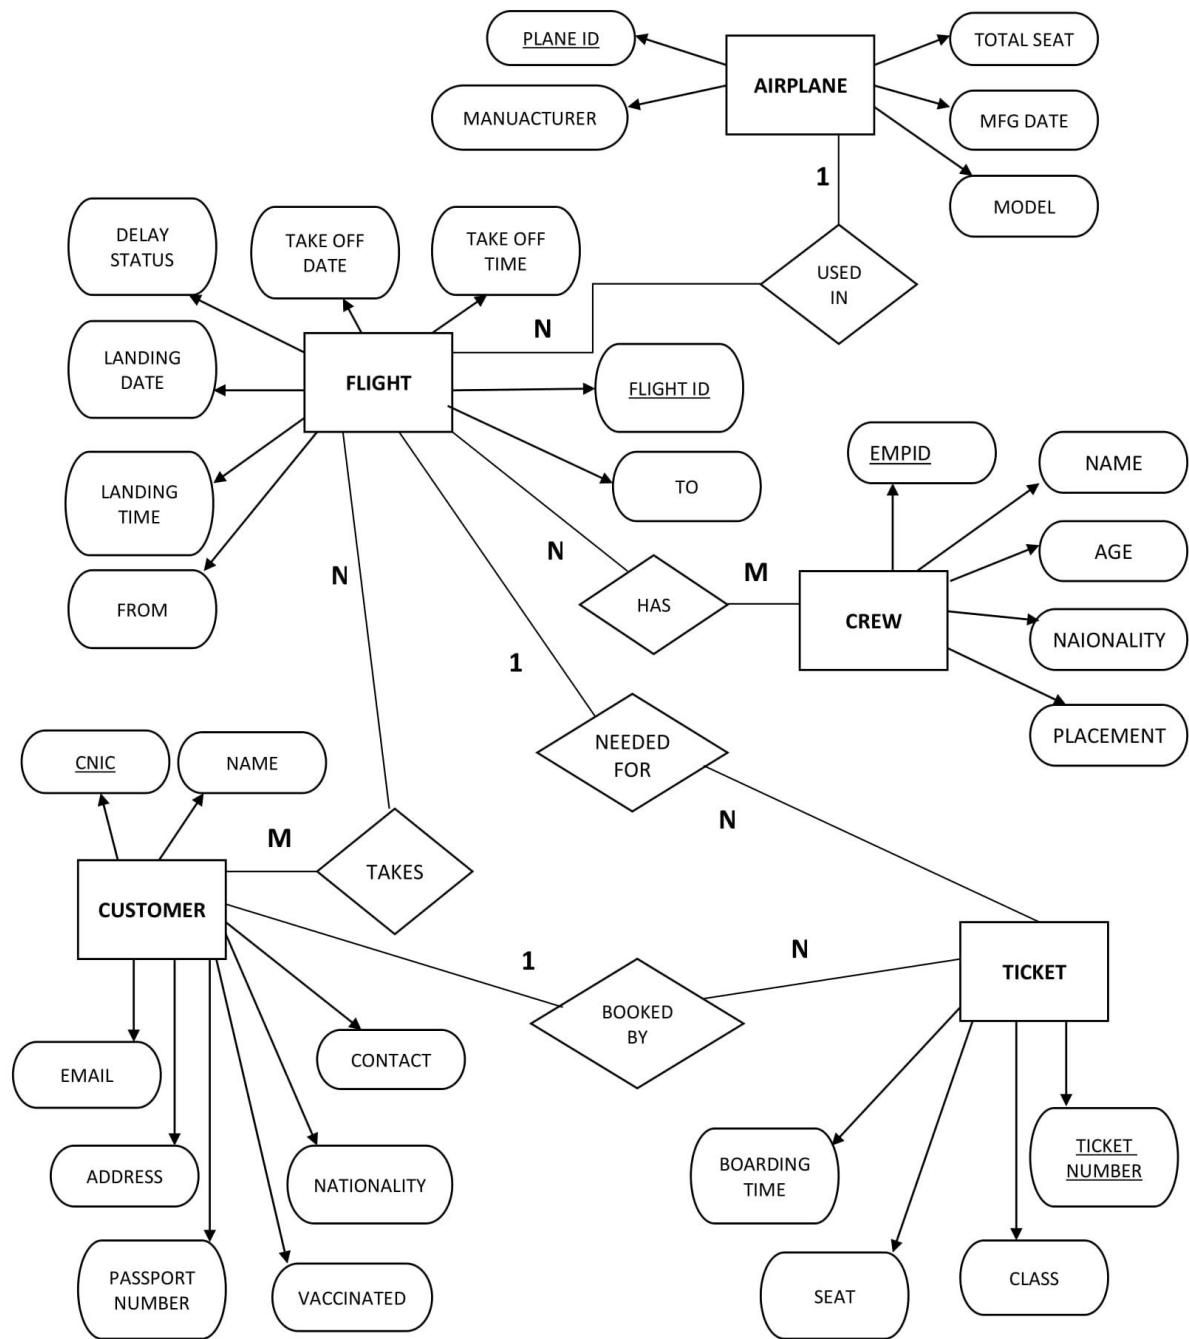 PLANE ID
TOTAL SEAT
AIRPLANE
MANUACTURER
MFG DATE
1
MODEL
DELAY
STATUS
TAKE OFF
DATE
TAKE OFF
TIME
USED
IN
N
LANDING
DATE
FLIGHT
FLIGHT ID
EMPID
NAME
LANDING
TIME
TO
N
M
AGE
N
FROM
HAS
CREW
NAIONALITY
1
CNIC
NAME
NEEDED
FOR
PLACEMENT
M
N
TAKES
CUSTOMER
1
N
TICKET
BOOKED
BY
EMAIL
CONTACT
ADDRESS
NATIONALITY
BOARDING
TIME
TICKET
NUMBER
PASSPORT
NUMBER
VACCINATED
SEAT
CLASS